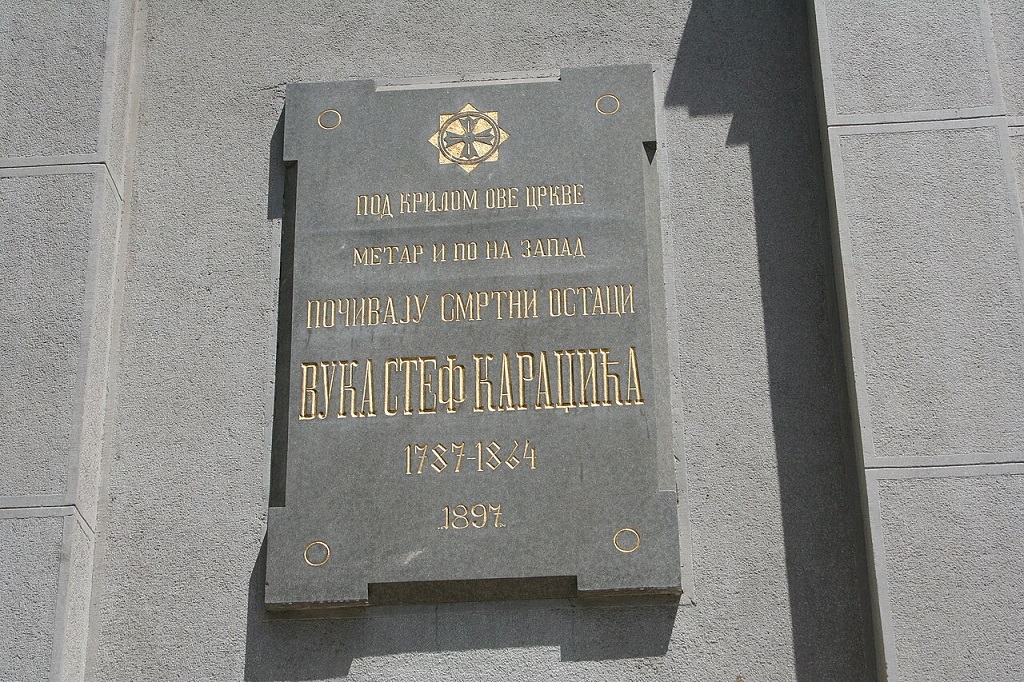 ПОД КРИЛОМ ОВЕ ЦРКВЕ
МЕТАР И ПО НА ЗАПАД
ПОЧИВАЈУ СМРТНИ ОСТАЦИ
ВУКА СТЕФ КАРАЏИЋА
1787-1864
1897.